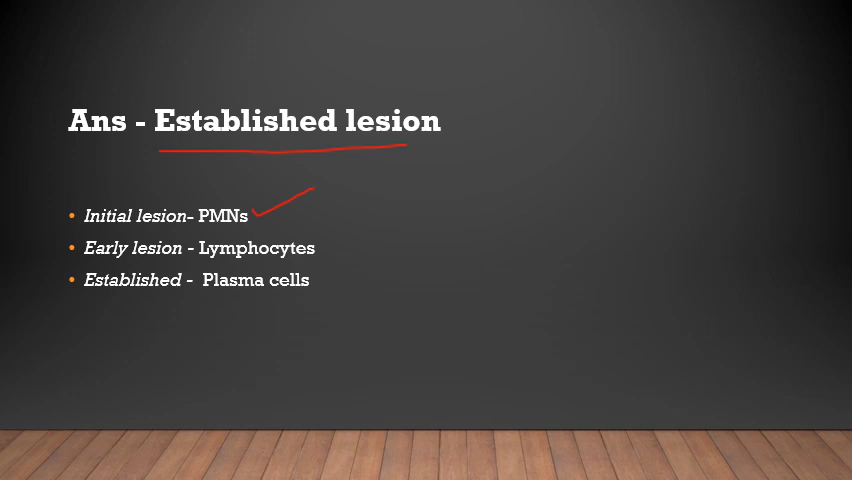 Ans - Established lesion
• Initial lesion- PMNs
• Early lesion - Lymphocytes
• Established - Plasma cells